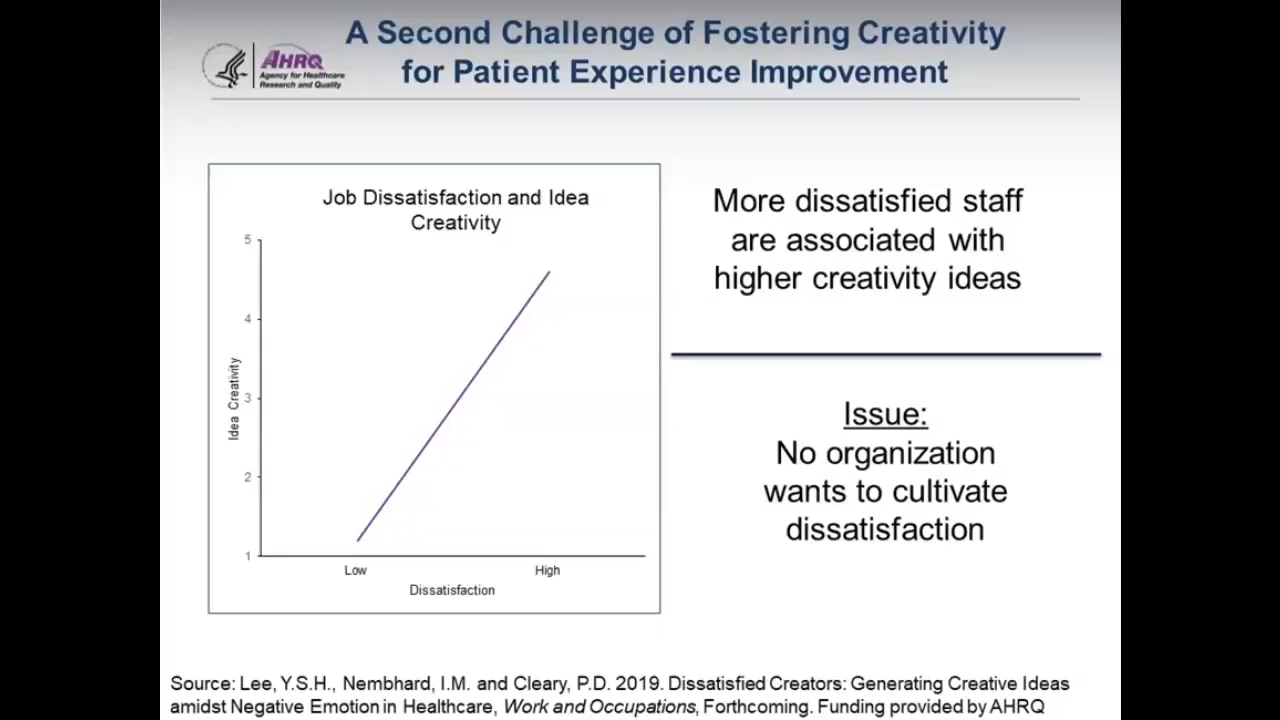 A Second Challenge of Fostering Creativity
for Patient Experience Improvement
AHRQ
Agency for Healthcare
Research and Quality
Job Dissatisfaction and Idea
Creativity
5
4
3
2
1
Idea Creativity
Low
High
Dissatisfaction
More dissatisfied staff
are associated with
higher creativity ideas
Issue:
No organization
wants to cultivate
dissatisfaction
Source: Lee, Y.S.H., Nembhard, I.M. and Cleary, P.D. 2019. Dissatisfied Creators: Generating Creative Ideas
amidst Negative Emotion in Healthcare, Work and Occupations, Forthcoming. Funding provided by AHRQ